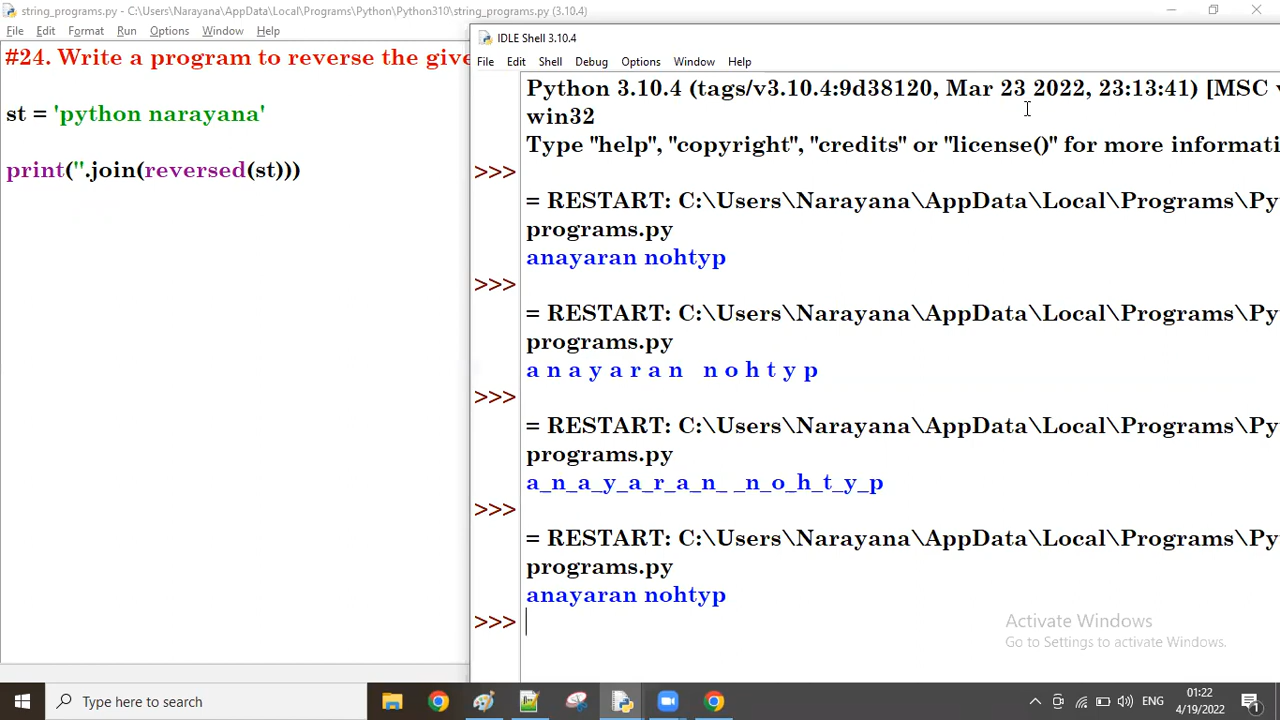 string_programs.py - C:\Users\Narayana\AppData\Local\Programs\Python\Python310\string_programs.py (3.10.4)
File Edit Format Run Options Window Help
#24. Write a program to reverse the give
st = 'python narayana'
print(''.join(reversed(st)))
IDLE Shell 3.10.4
File Edit Shell Debug Options Window Help
Python 3.10.4 (tags/v3.10.4:9d38120, Mar 23 2022, 23:13:41) [MSC v
win32
Type "help", "copyright", "credits" or "license()" for more informati
>>>
= RESTART: C:\Users\Narayana\AppData\Local\Programs\Py
programs.py
anayaran nohtyp
>>>
= RESTART: C:\Users\Narayana\AppData\Local\Programs\Py
programs.py
a n a y a r a n   n o h t y p
>>>
= RESTART: C:\Users\Narayana\AppData\Local\Programs\Py
programs.py
a_n_a_y_a_r_a_n_ _n_o_h_t_y_p
>>>
= RESTART: C:\Users\Narayana\AppData\Local\Programs\Py
programs.py
anayaran nohtyp
>>>
Activate Windows
Go to Settings to activate Windows.
Type here to search
ENG
01:22
4/19/2022
1